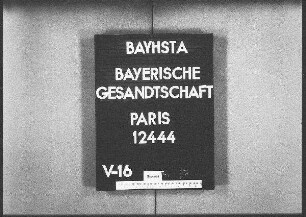 BAYHSTA
BAYERISCHE
GESANDTSCHAFT
PARIS
12444
V-16